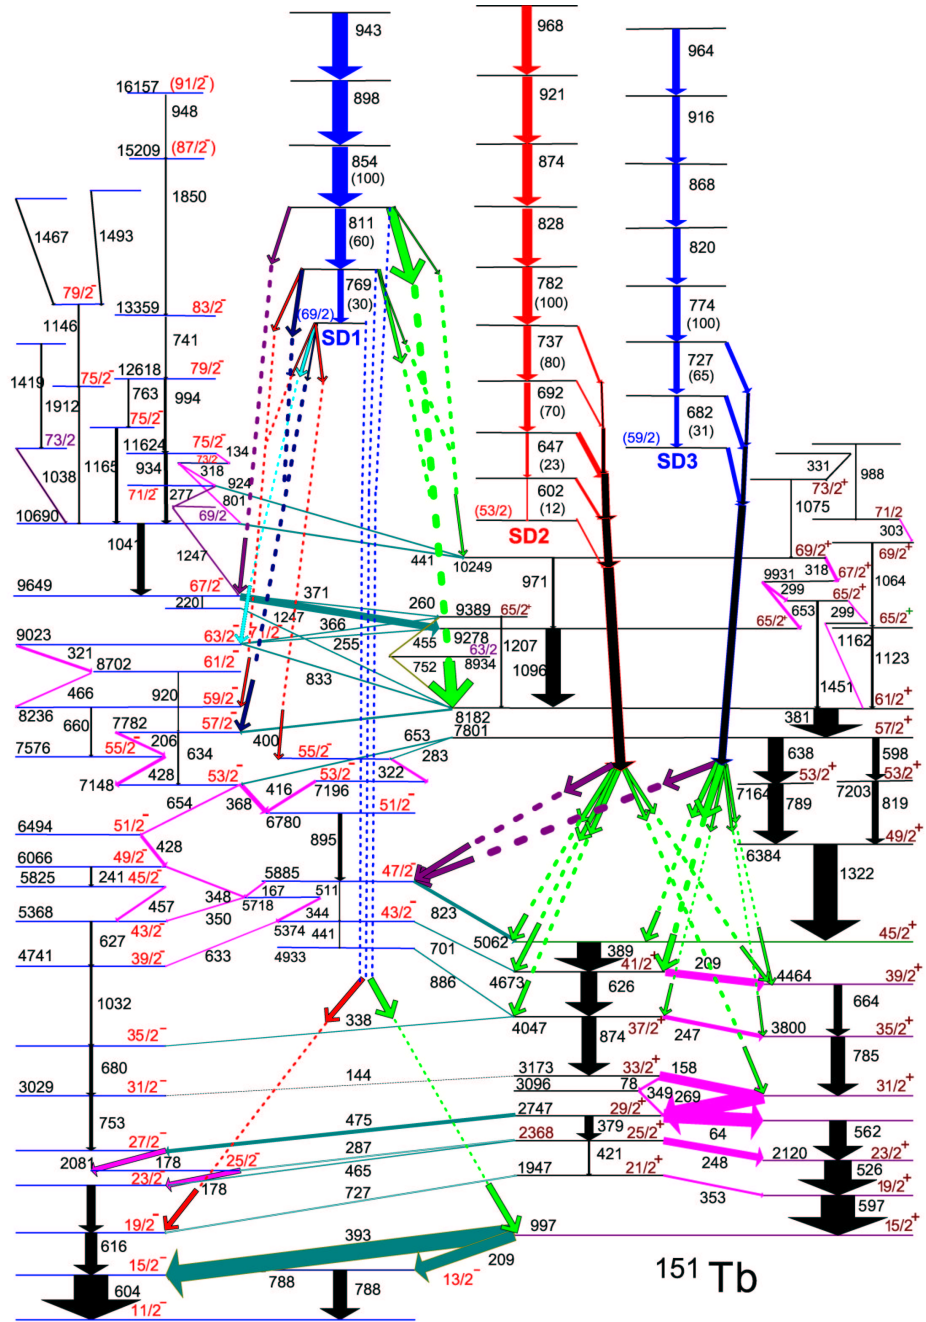 943 968 964
16157 (91/2-) 898 921 916
948
15209 (87/2-) 854 (100) 874 868
1850
1467 1493 811 (60) 828 820
79/2- 13359 83/2- 769 (30) 782 (100) 774 (100)
(69/2) SD1
1146 741 737 (80) 727 (65)
1419 75/2- 12618 79/2- 692 (70) 682 (31)
1912 763 994
73/2 75/2- (59/2) SD3
11624 75/2- 134 647 (23) 331 988
1038 1165 934 73/2 318 602 (12) 73/2+
71/2- 924 1075
277 801 (53/2) SD2 71/2
10690 69/2 303
1041 1247 441 10249 69/2+ 69/2+
971 9931 318 67/2+ 1064
9649 67/2- 371 299 65/2+
220 1247 260 9389 65/2+ 653 299 65/2+
366 65/2+
9023 63/2- 255 455 9278 1207 1162 1123
63/2
321 8702 61/2- 752 8934 1096
833 1451
466 920 59/2- 61/2+
8236 8182 381
660 7782 57/2- 7801 57/2+
206 400 653
7576 55/2- 634 55/2- 283 638 598
428 53/2- 53/2- 322 53/2+ 53/2+
7148 416 7196 7164 7203
654 368 789 819
6780 51/2-
6494 51/2- 49/2+
428 895 6384
6066 49/2- 1322
5825 241 45/2- 5885 47/2-
457 348 167 511
5718 823
5368 43/2- 350 344 43/2- 45/2+
627 5374 5062 389
441 701 41/2+ 209
4741 39/2- 633 4933 4673 4464 39/2+
886 626
1032 664
338 4047 37/2+ 3800 35/2+
35/2- 874 247
680 785
3173 33/2+ 158
3029 31/2- 144 3096 78 31/2+
349 269
753 475 2747 29/2+
379 64 562
27/2- 287 2368 25/2+
2081 178 25/2- 421 248 2120 23/2+
465 526
23/2- 178 1947 21/2+ 19/2+
727 353 597
19/2- 393 997 15/2+
616 209
15/2- 788 13/2-
604 788
11/2-
151 Tb